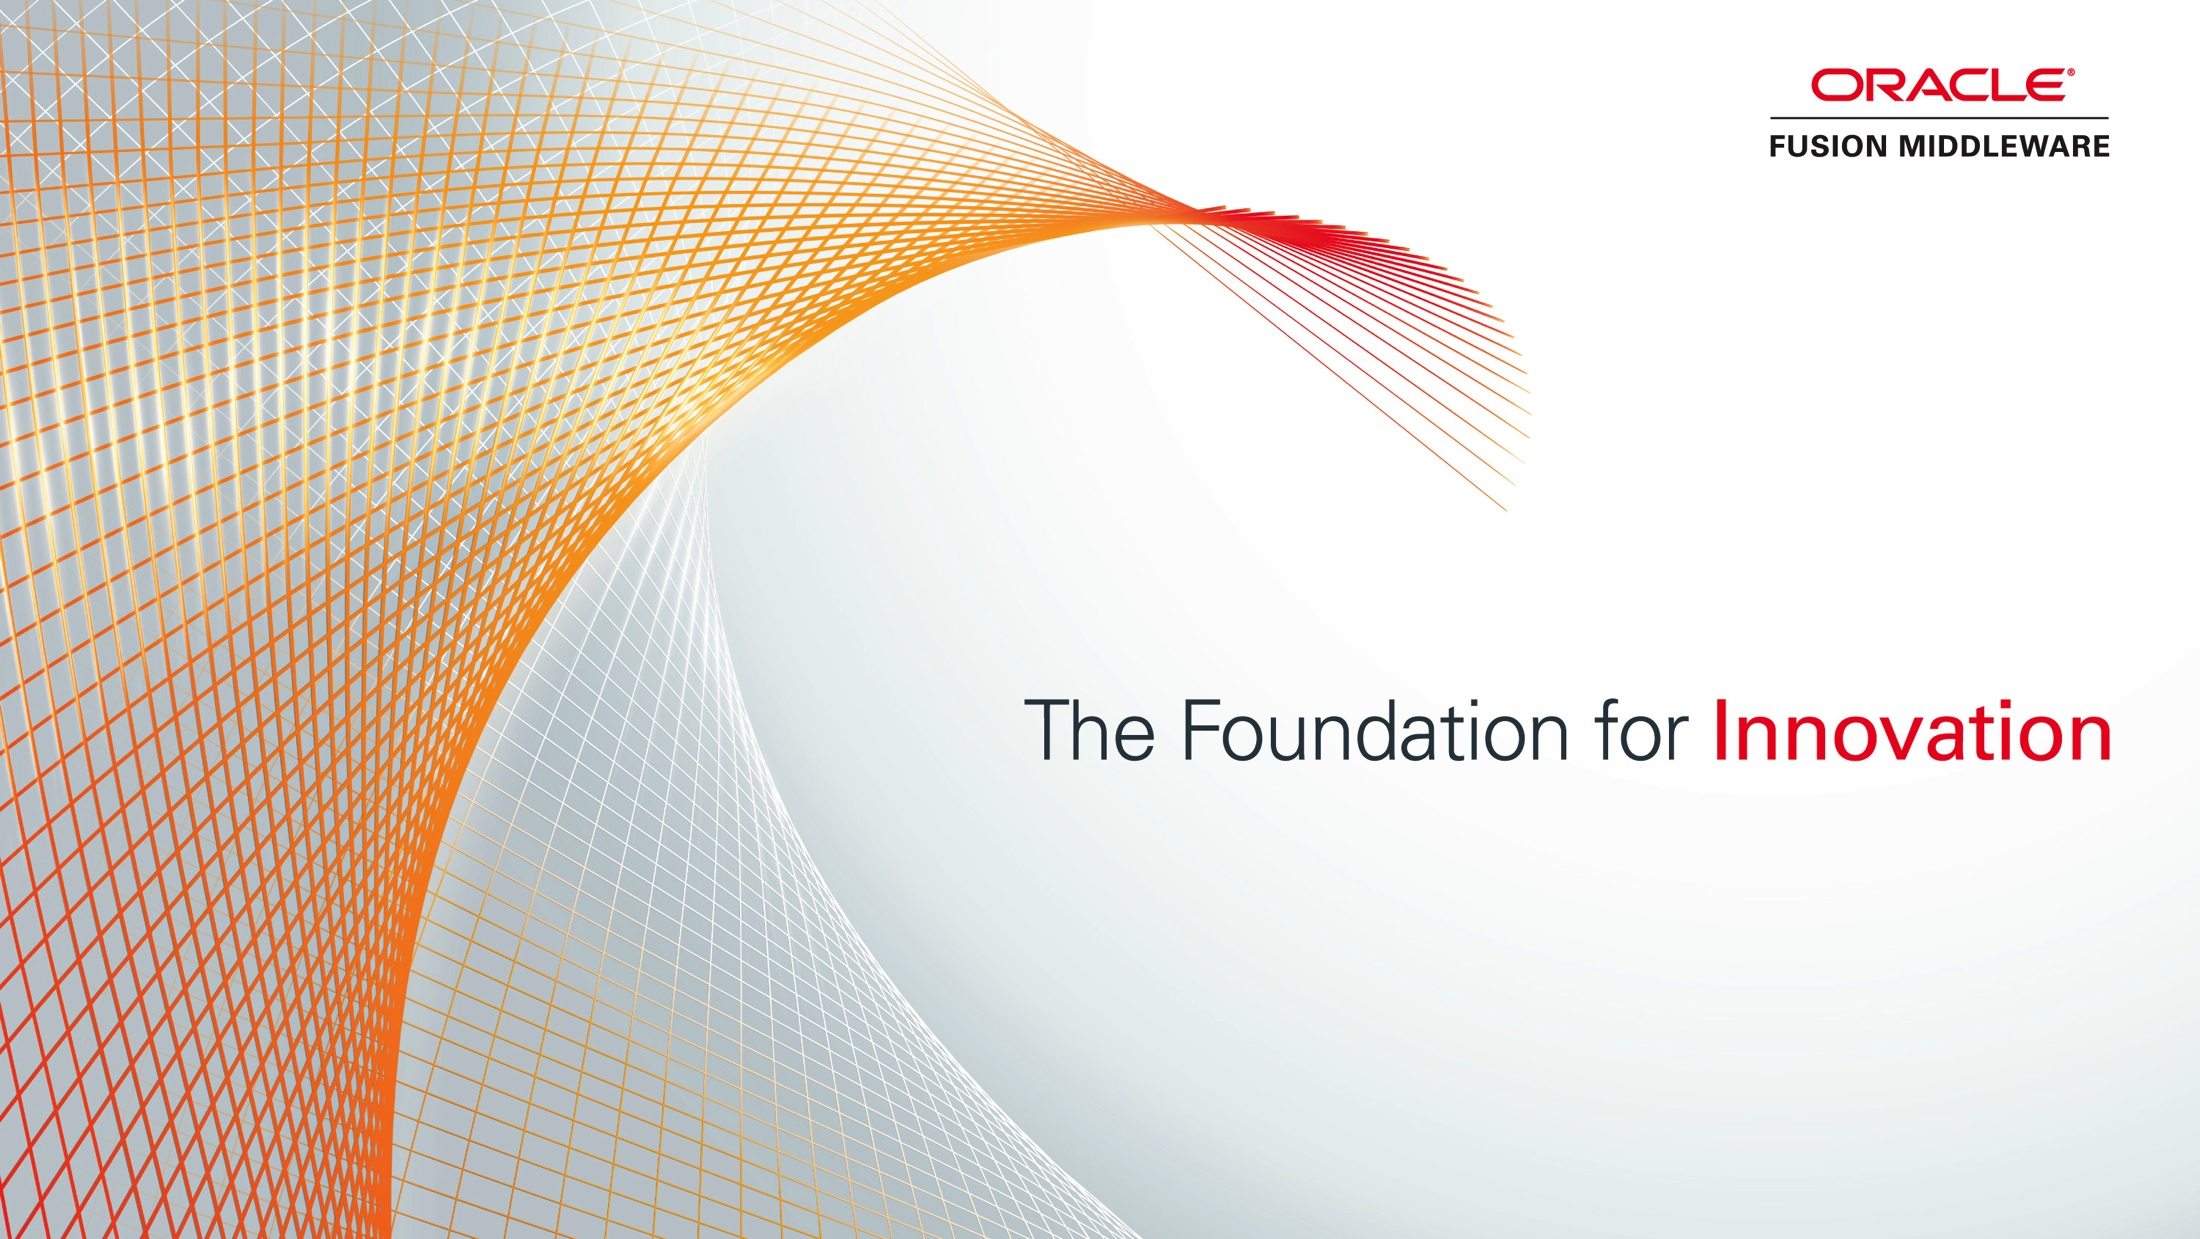 ORACLE®
FUSION MIDDLEWARE
The Foundation for Innovation